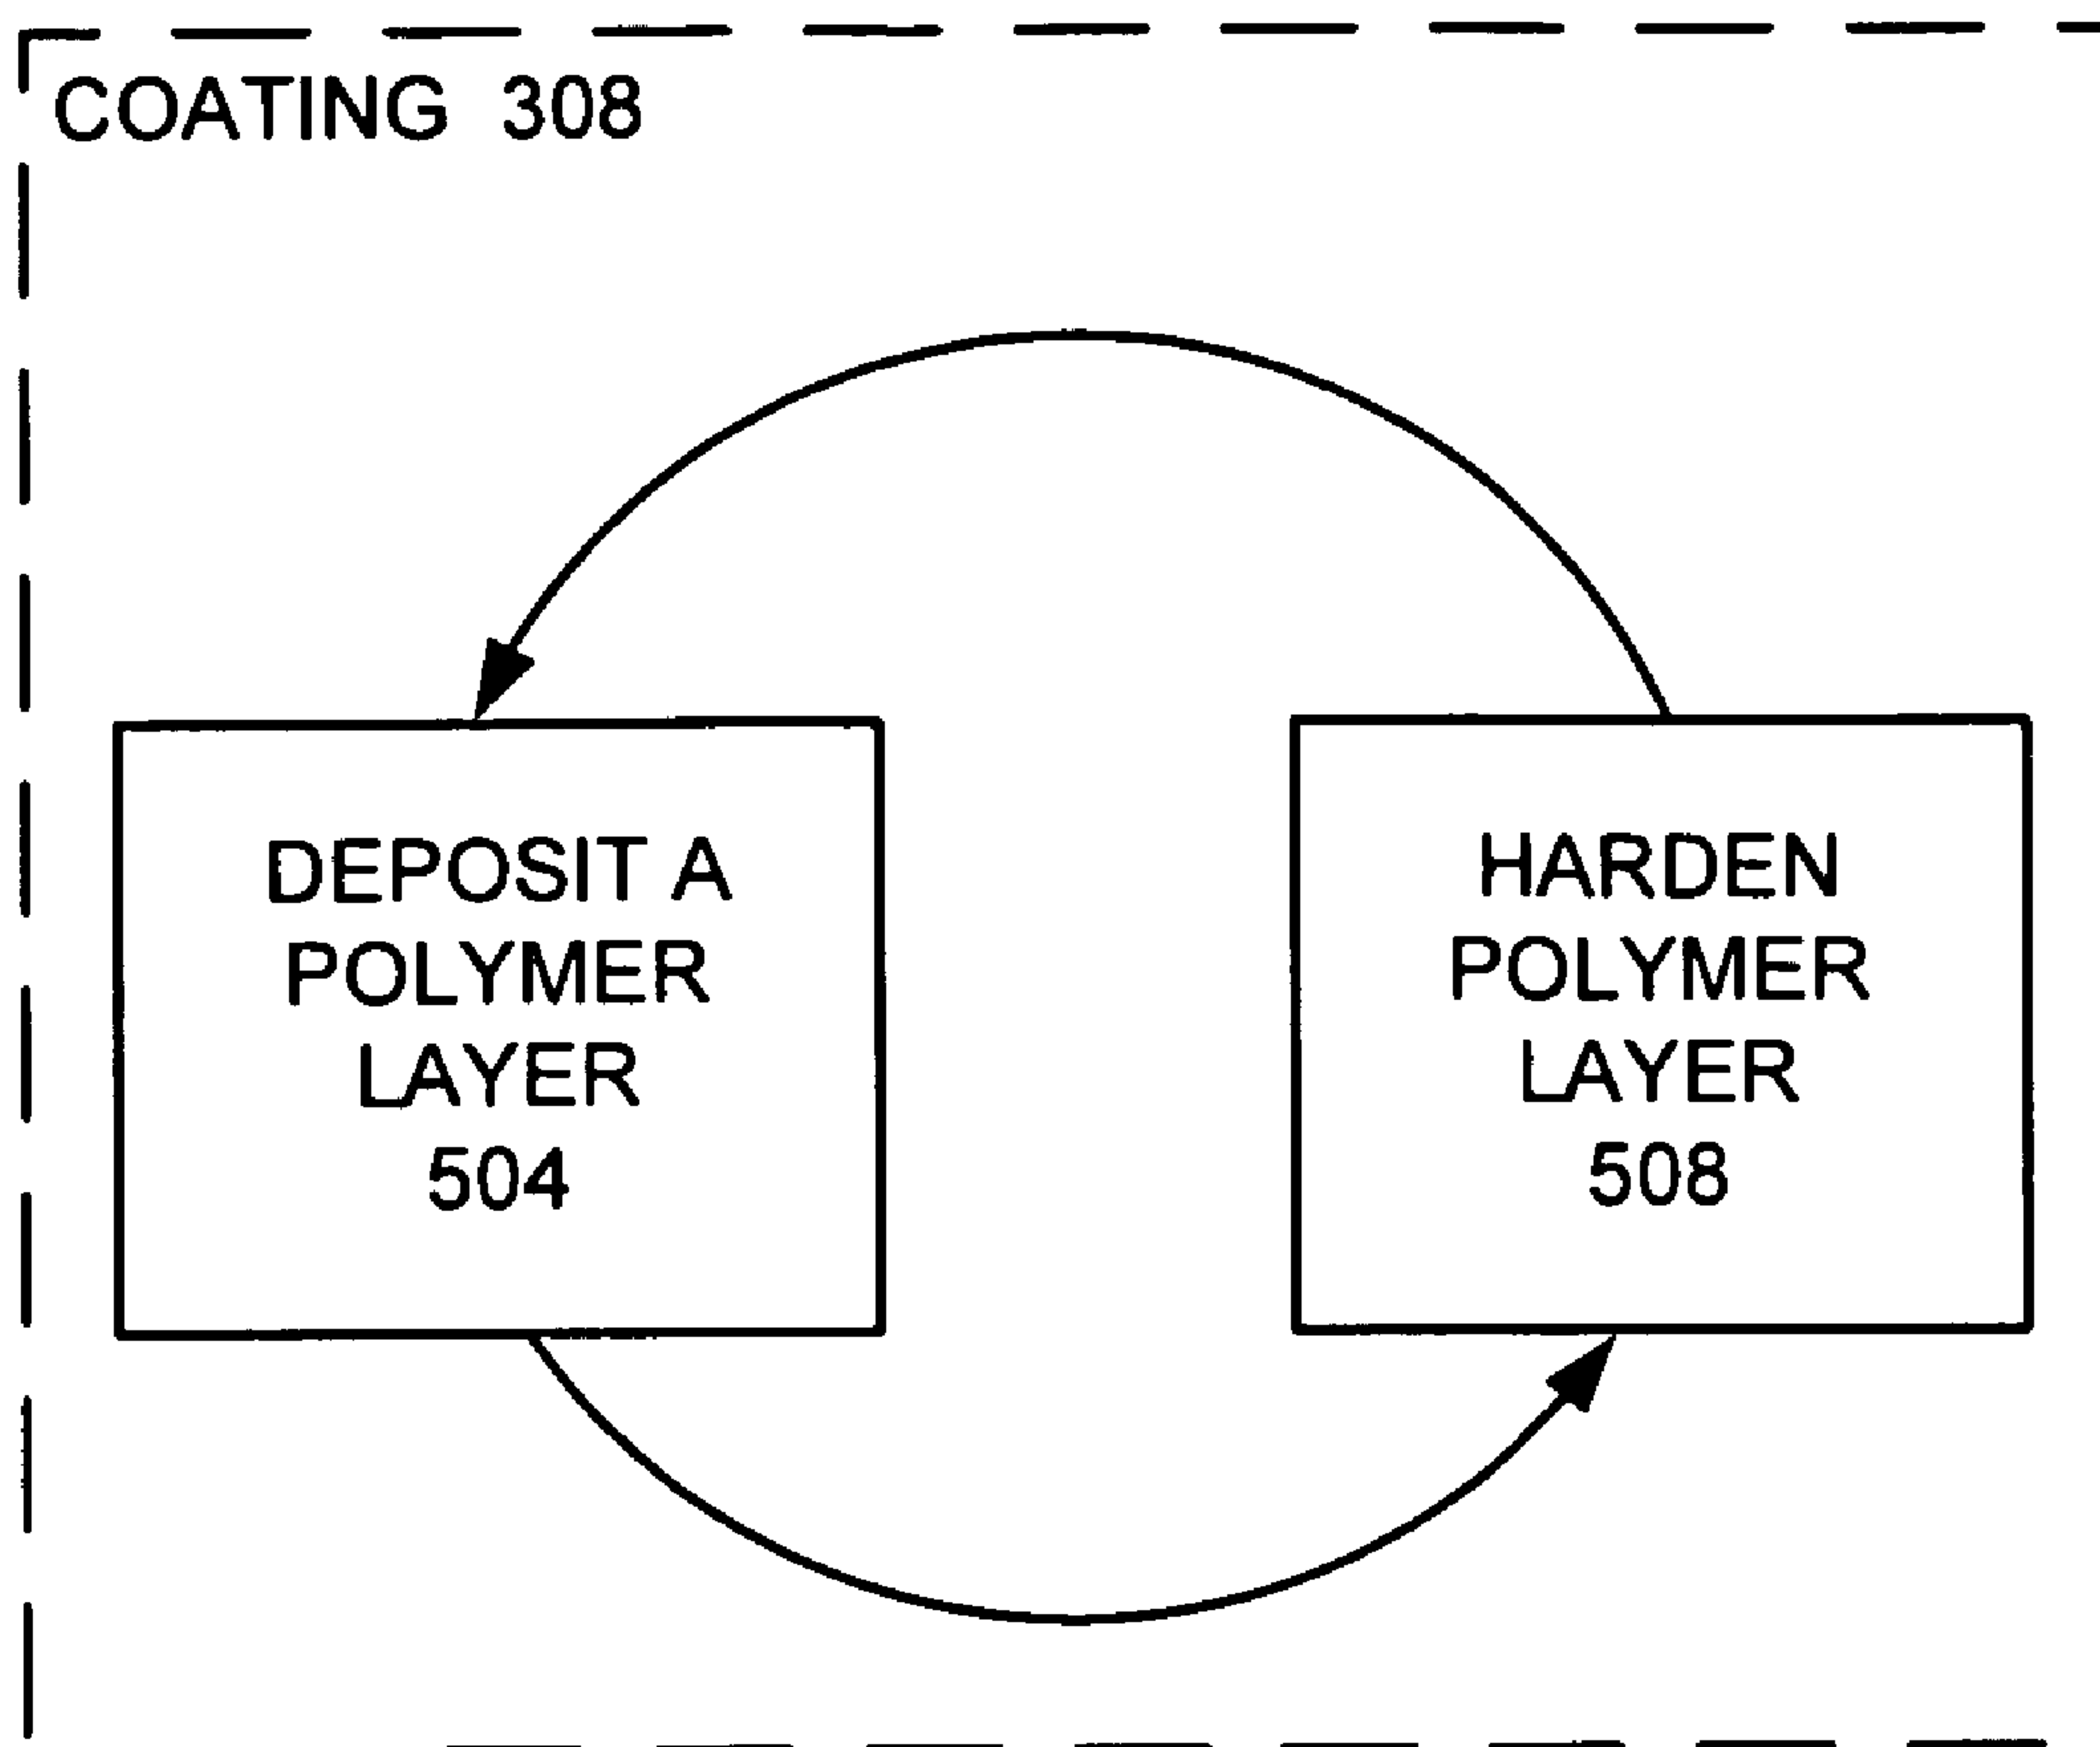 COATING 308
DEPOSIT A
POLYMER
LAYER
504
HARDEN
POLYMER
LAYER
508